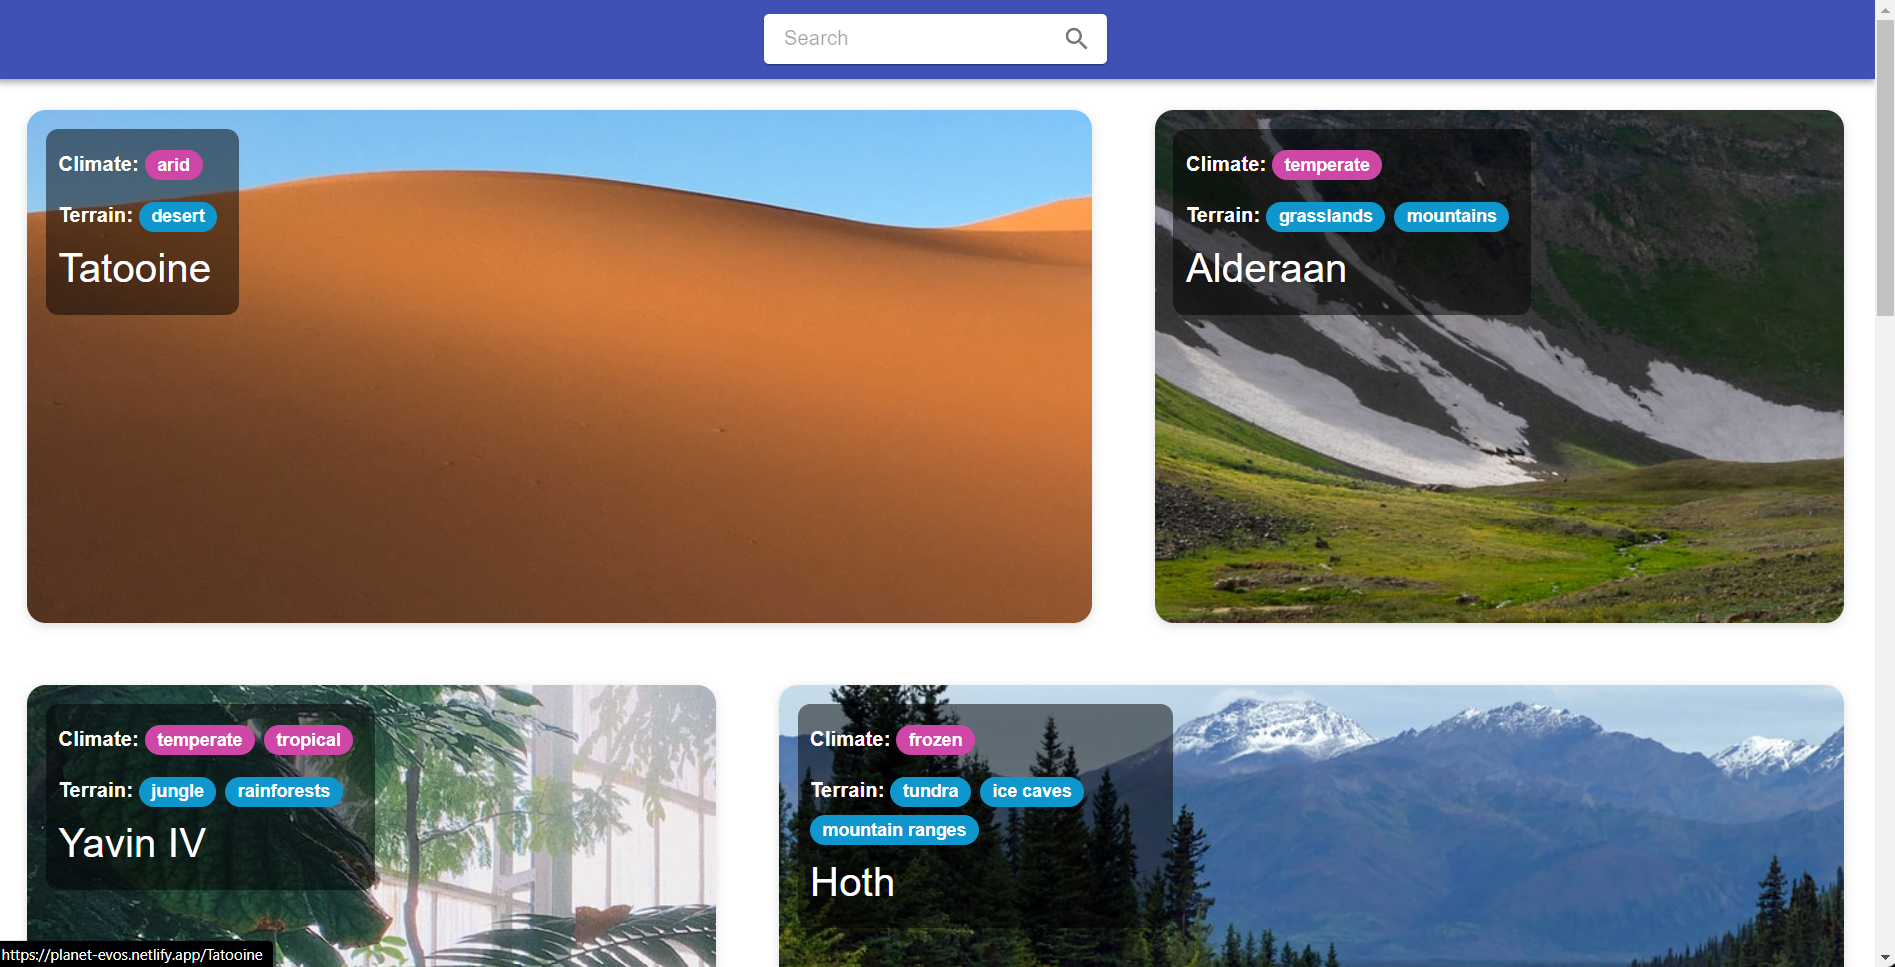 Search
Climate: arid
Terrain: desert
Tatooine
Climate: temperate
Terrain: grasslands mountains
Alderaan
Climate: temperate tropical
Terrain: jungle rainforests
Yavin IV
Climate: frozen
Terrain: tundra ice caves
mountain ranges
Hoth
https://planet-evos.netlify.app/Tatooine